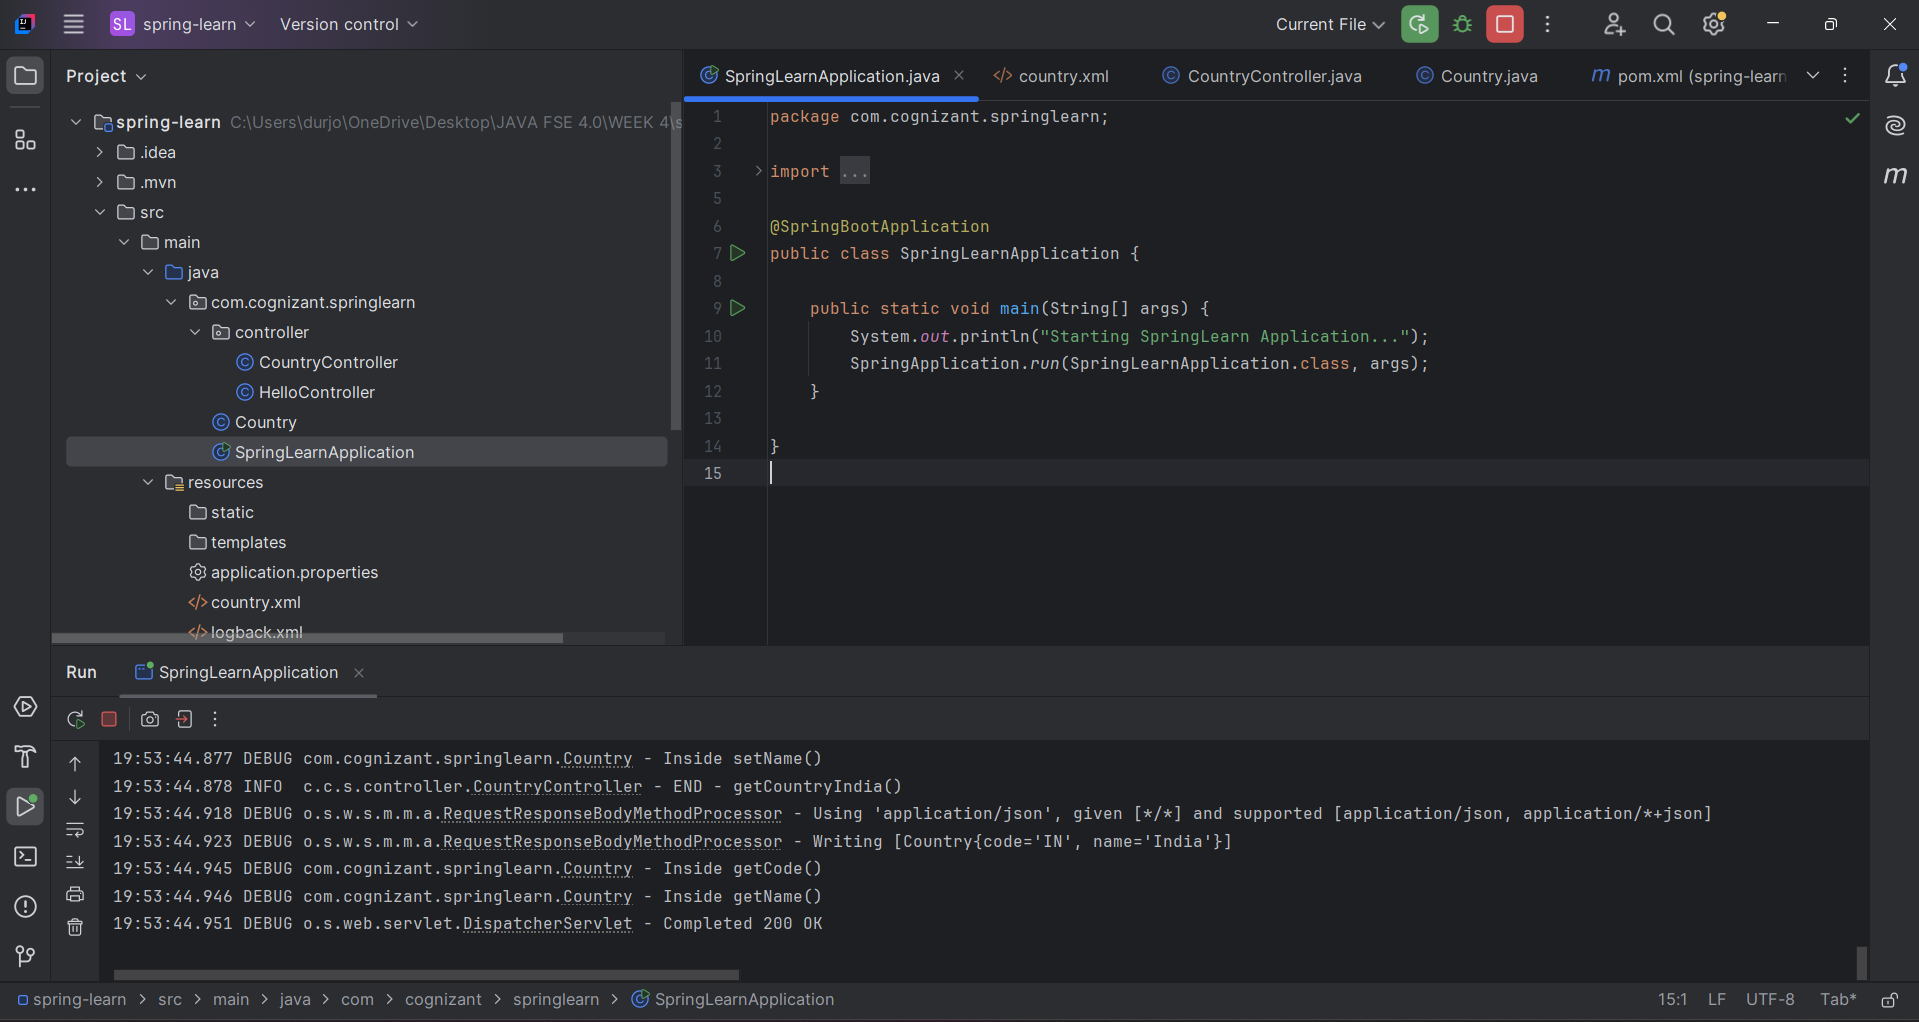 SL spring-learn Version control Current File
Project
SpringLearnApplication.java country.xml CountryController.java Country.java m pom.xml (spring-learn
spring-learn C:\Users\durjo\OneDrive\Desktop\JAVA FSE 4.0\WEEK 4\s
.idea
.mvn
src
main
java
com.cognizant.springlearn
controller
CountryController
HelloController
Country
SpringLearnApplication
resources
static
templates
application.properties
country.xml
logback.xml
1 package com.cognizant.springlearn;
2
3 import ...
5
6 @SpringBootApplication
7 public class SpringLearnApplication {
8
9 public static void main(String[] args) {
10 System.out.println("Starting SpringLearn Application...");
11 SpringApplication.run(SpringLearnApplication.class, args);
12 }
13
14 }
15
m
Run SpringLearnApplication
19:53:44.877 DEBUG com.cognizant.springlearn.Country - Inside setName()
19:53:44.878 INFO  c.c.s.controller.CountryController - END - getCountryIndia()
19:53:44.918 DEBUG o.s.w.s.m.m.a.RequestResponseBodyMethodProcessor - Using 'application/json', given [*/*] and supported [application/json, application/*+json]
19:53:44.923 DEBUG o.s.w.s.m.m.a.RequestResponseBodyMethodProcessor - Writing [Country{code='IN', name='India'}]
19:53:44.945 DEBUG com.cognizant.springlearn.Country - Inside getCode()
19:53:44.946 DEBUG com.cognizant.springlearn.Country - Inside getName()
19:53:44.951 DEBUG o.s.web.servlet.DispatcherServlet - Completed 200 OK
spring-learn > src > main > java > com > cognizant > springlearn > SpringLearnApplication 15:1 LF UTF-8 Tab*